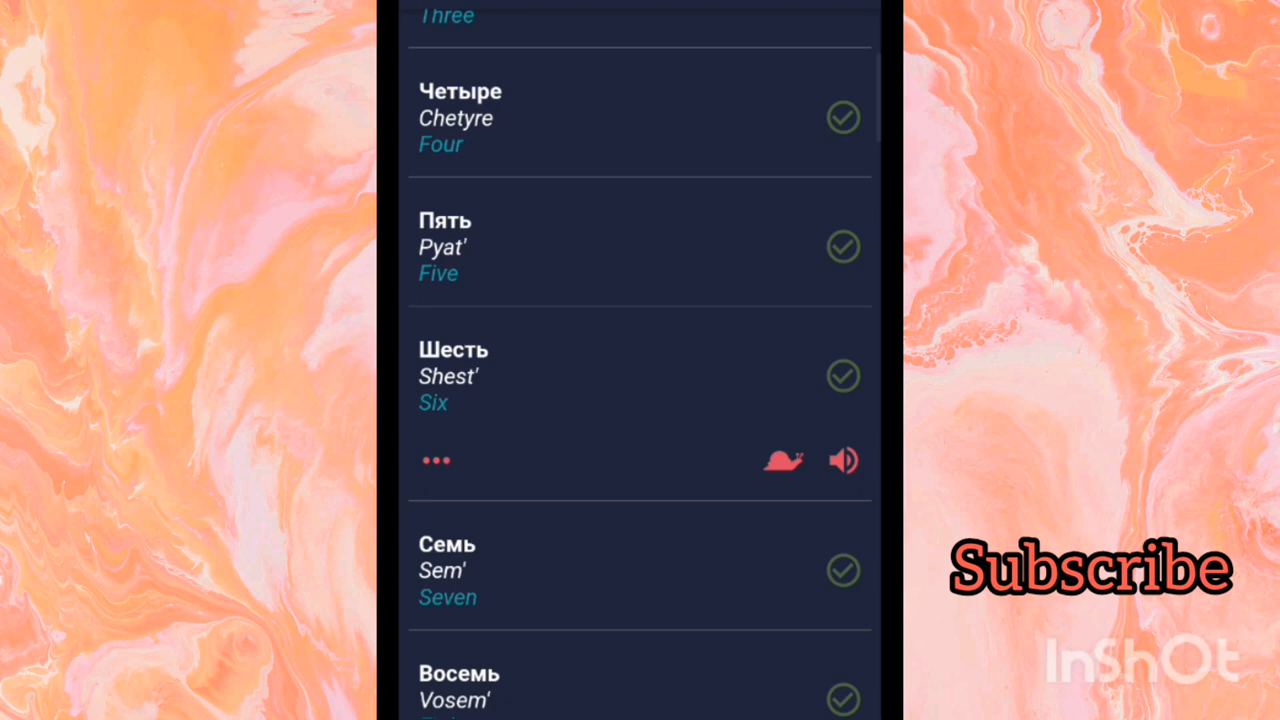 Three
Четыре
Chetyre
Four
Пять
Pyat'
Five
Шесть
Shest'
Six
Семь
Sem'
Seven
Восемь
Vosem'
Subscribe
InShOt